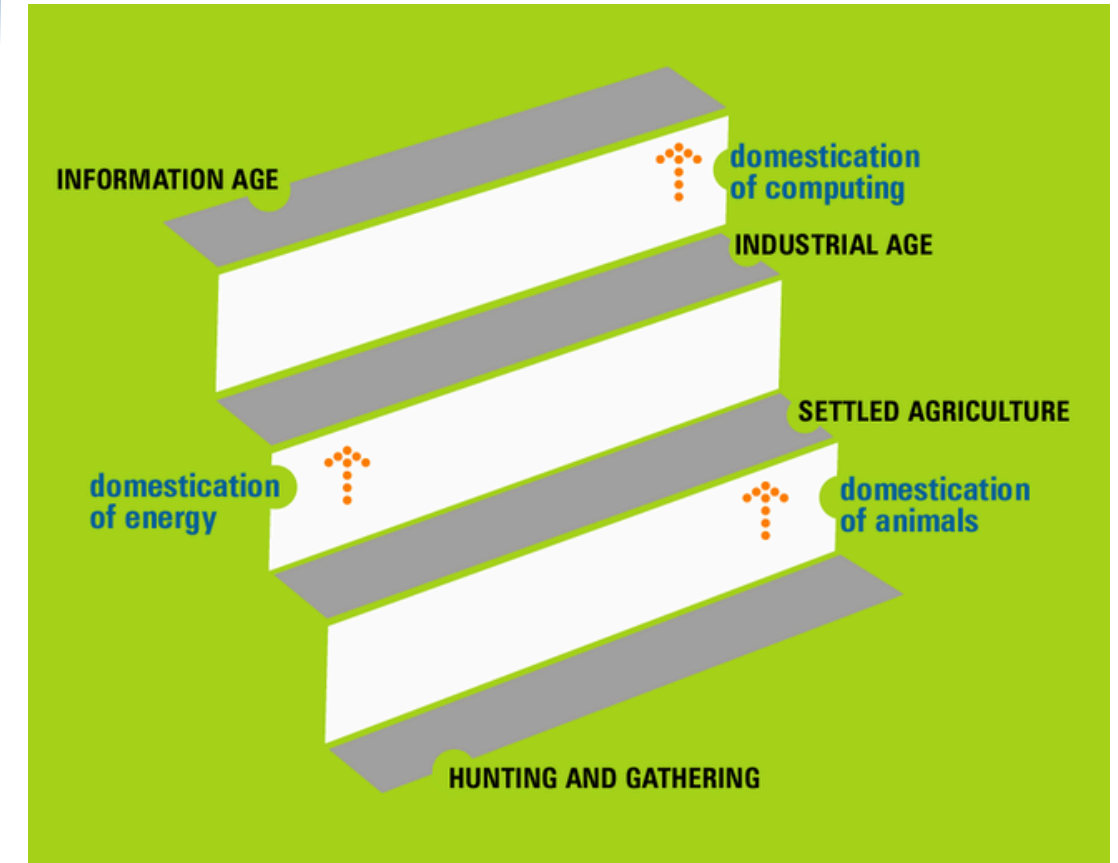 INFORMATION AGE
domestication
of computing
INDUSTRIAL AGE
SETTLED AGRICULTURE
domestication
of energy
domestication
of animals
HUNTING AND GATHERING